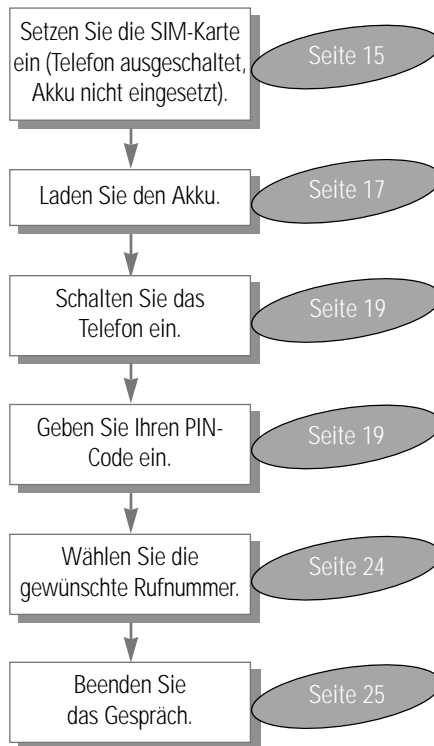 Setzen Sie die SIM-Karte
ein (Telefon ausgeschaltet,
Akku nicht eingesetzt).
Seite 15
Laden Sie den Akku.
Seite 17
Schalten Sie das
Telefon ein.
Seite 19
Geben Sie Ihren PIN-
Code ein.
Seite 19
Wählen Sie die
gewünschte Rufnummer.
Seite 24
Beenden Sie
das Gespräch.
Seite 25